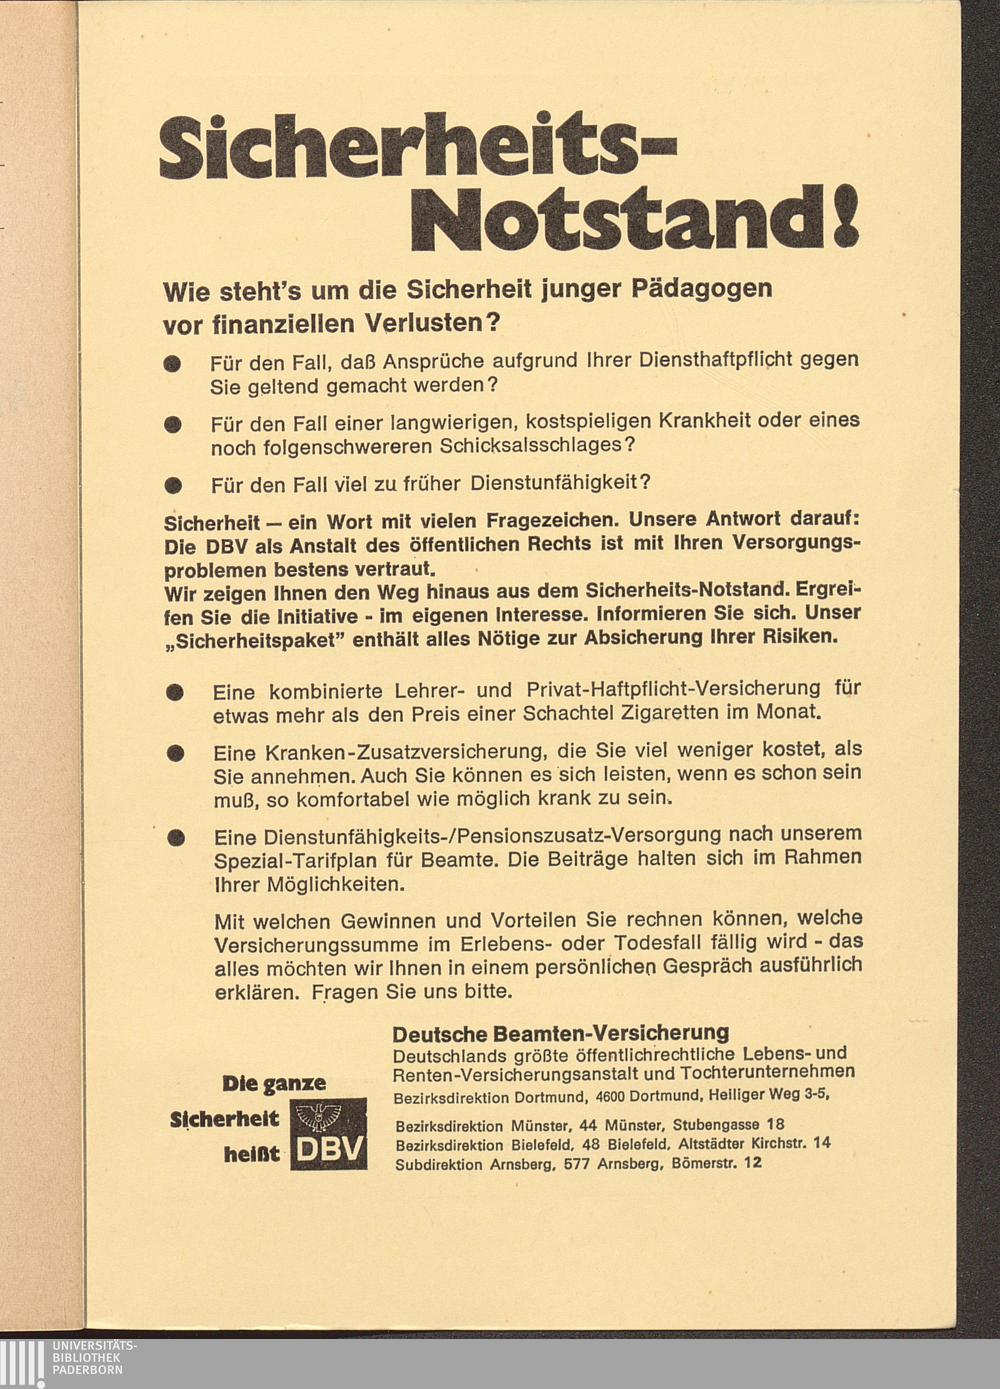 Sicherheits-
Notstand!
Wie steht's um die Sicherheit junger Pädagogen
vor finanziellen Verlusten?
● Für den Fall, daß Ansprüche aufgrund Ihrer Diensthaftpflicht gegen
Sie geltend gemacht werden?
● Für den Fall einer langwierigen, kostspieligen Krankheit oder eines
noch folgenschwereren Schicksalsschlages?
● Für den Fall viel zu früher Dienstunfähigkeit?
Sicherheit — ein Wort mit vielen Fragezeichen. Unsere Antwort darauf:
Die DBV als Anstalt des öffentlichen Rechts ist mit Ihren Versorgungs-
problemen bestens vertraut.
Wir zeigen Ihnen den Weg hinaus aus dem Sicherheits-Notstand. Ergrei-
fen Sie die Initiative - im eigenen Interesse. Informieren Sie sich. Unser
„Sicherheitspaket” enthält alles Nötige zur Absicherung Ihrer Risiken.
● Eine kombinierte Lehrer- und Privat-Haftpflicht-Versicherung für
etwas mehr als den Preis einer Schachtel Zigaretten im Monat.
● Eine Kranken-Zusatzversicherung, die Sie viel weniger kostet, als
Sie annehmen. Auch Sie können es sich leisten, wenn es schon sein
muß, so komfortabel wie möglich krank zu sein.
● Eine Dienstunfähigkeits-/Pensionszusatz-Versorgung nach unserem
Spezial-Tarifplan für Beamte. Die Beiträge halten sich im Rahmen
Ihrer Möglichkeiten.
Mit welchen Gewinnen und Vorteilen Sie rechnen können, welche
Versicherungssumme im Erlebens- oder Todesfall fällig wird - das
alles möchten wir Ihnen in einem persönlichen Gespräch ausführlich
erklären. Fragen Sie uns bitte.
Die ganze
Sicherheit
heißt DBV
Deutsche Beamten-Versicherung
Deutschlands größte öffentlichrechtliche Lebens- und
Renten-Versicherungsanstalt und Tochterunternehmen
Bezirksdirektion Dortmund, 4600 Dortmund, Heiliger Weg 3-5,
Bezirksdirektion Münster, 44 Münster, Stubengasse 18
Bezirksdirektion Bielefeld, 48 Bielefeld, Altstädter Kirchstr. 14
Subdirektion Arnsberg, 577 Arnsberg, Bömerstr. 12
UNIVERSITÄTS-
BIBLIOTHEK
PADERBORN